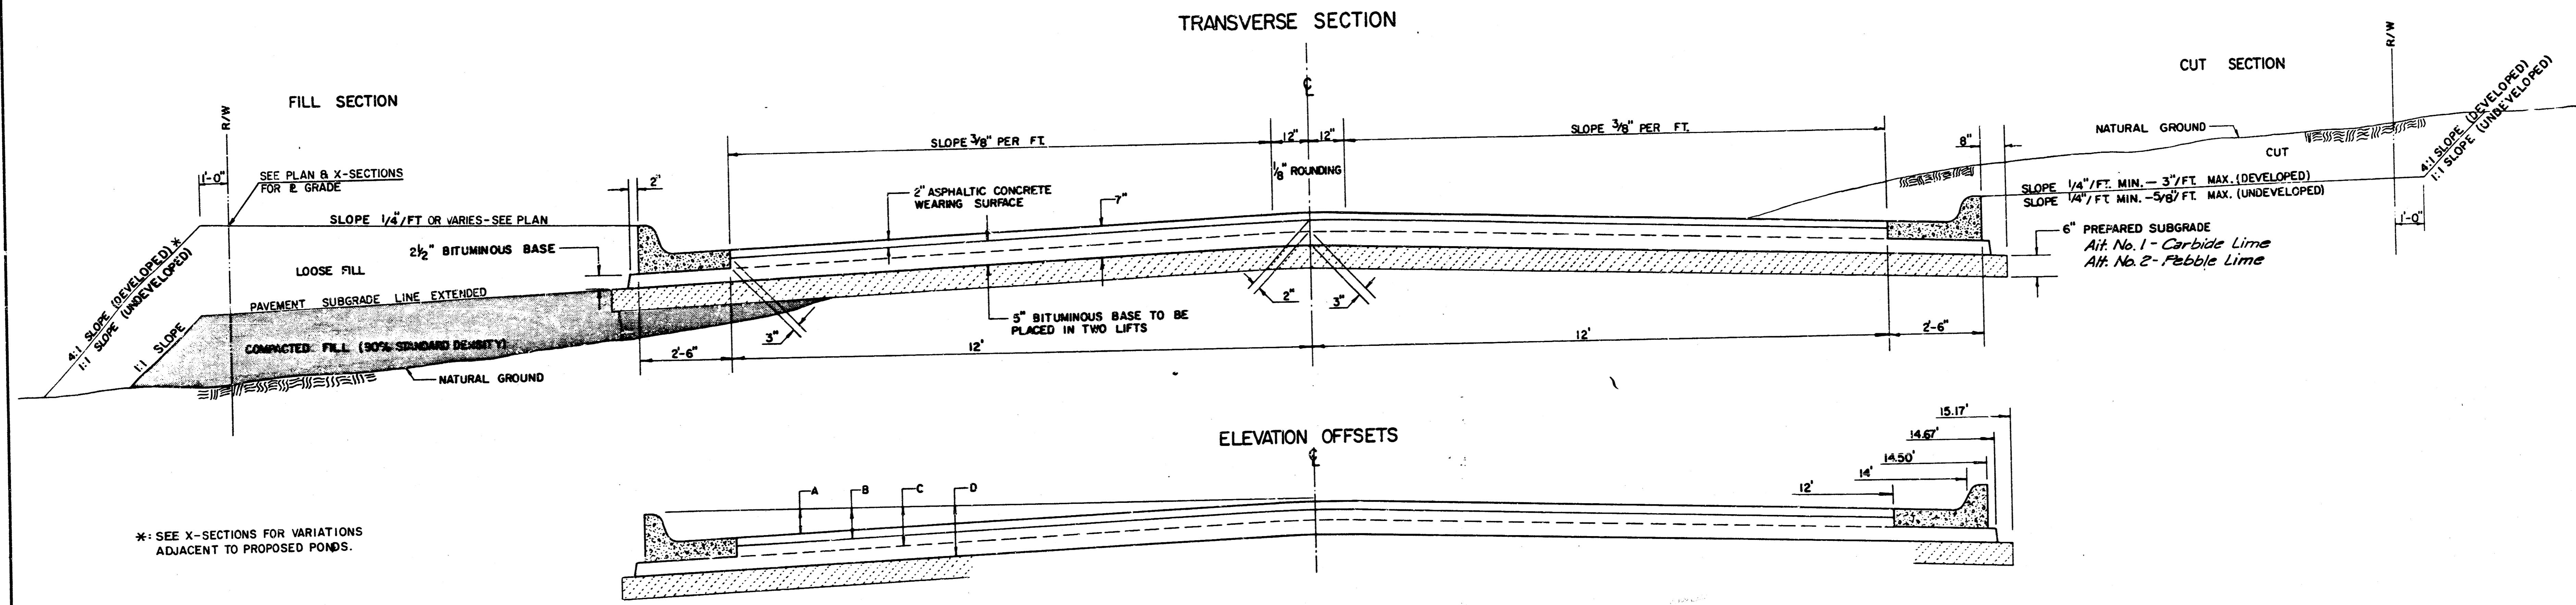 TRANSVERSE SECTION
FILL SECTION
CUT SECTION
R/W
R/W
℄
4:1 SLOPE (DEVELOPED) *
1:1 SLOPE (UNDEVELOPED)
1'-0"
SEE PLAN & X-SECTIONS
FOR ℄ GRADE
SLOPE 1/4"/FT OR VARIES-SEE PLAN
2"
SLOPE 3/8" PER FT.
12"
12"
1/8" ROUNDING
SLOPE 3/8" PER FT.
2" ASPHALTIC CONCRETE
WEARING SURFACE
7"
8"
NATURAL GROUND
CUT
4:1 SLOPE (DEVELOPED)
1:1 SLOPE (UNDEVELOPED)
SLOPE 1/4"/FT. MIN. - 3"/FT. MAX. (DEVELOPED)
SLOPE 1/4"/FT. MIN. - 5/8"/FT. MAX. (UNDEVELOPED)
1'-0"
2 1/2" BITUMINOUS BASE
LOOSE FILL
PAVEMENT SUBGRADE LINE EXTENDED
1:1 SLOPE
COMPACTED FILL (90% STANDARD DENSITY)
NATURAL GROUND
6" PREPARED SUBGRADE
Alt. No. 1 - Carbide Lime
Alt. No. 2 - Pebble Lime
2"
3"
3"
5" BITUMINOUS BASE TO BE
PLACED IN TWO LIFTS
2'-6"
12'
12'
2'-6"
ELEVATION OFFSETS
℄
15.17'
14.67'
14.50'
14'
12'
A
B
C
D
*: SEE X-SECTIONS FOR VARIATIONS
ADJACENT TO PROPOSED PONDS.